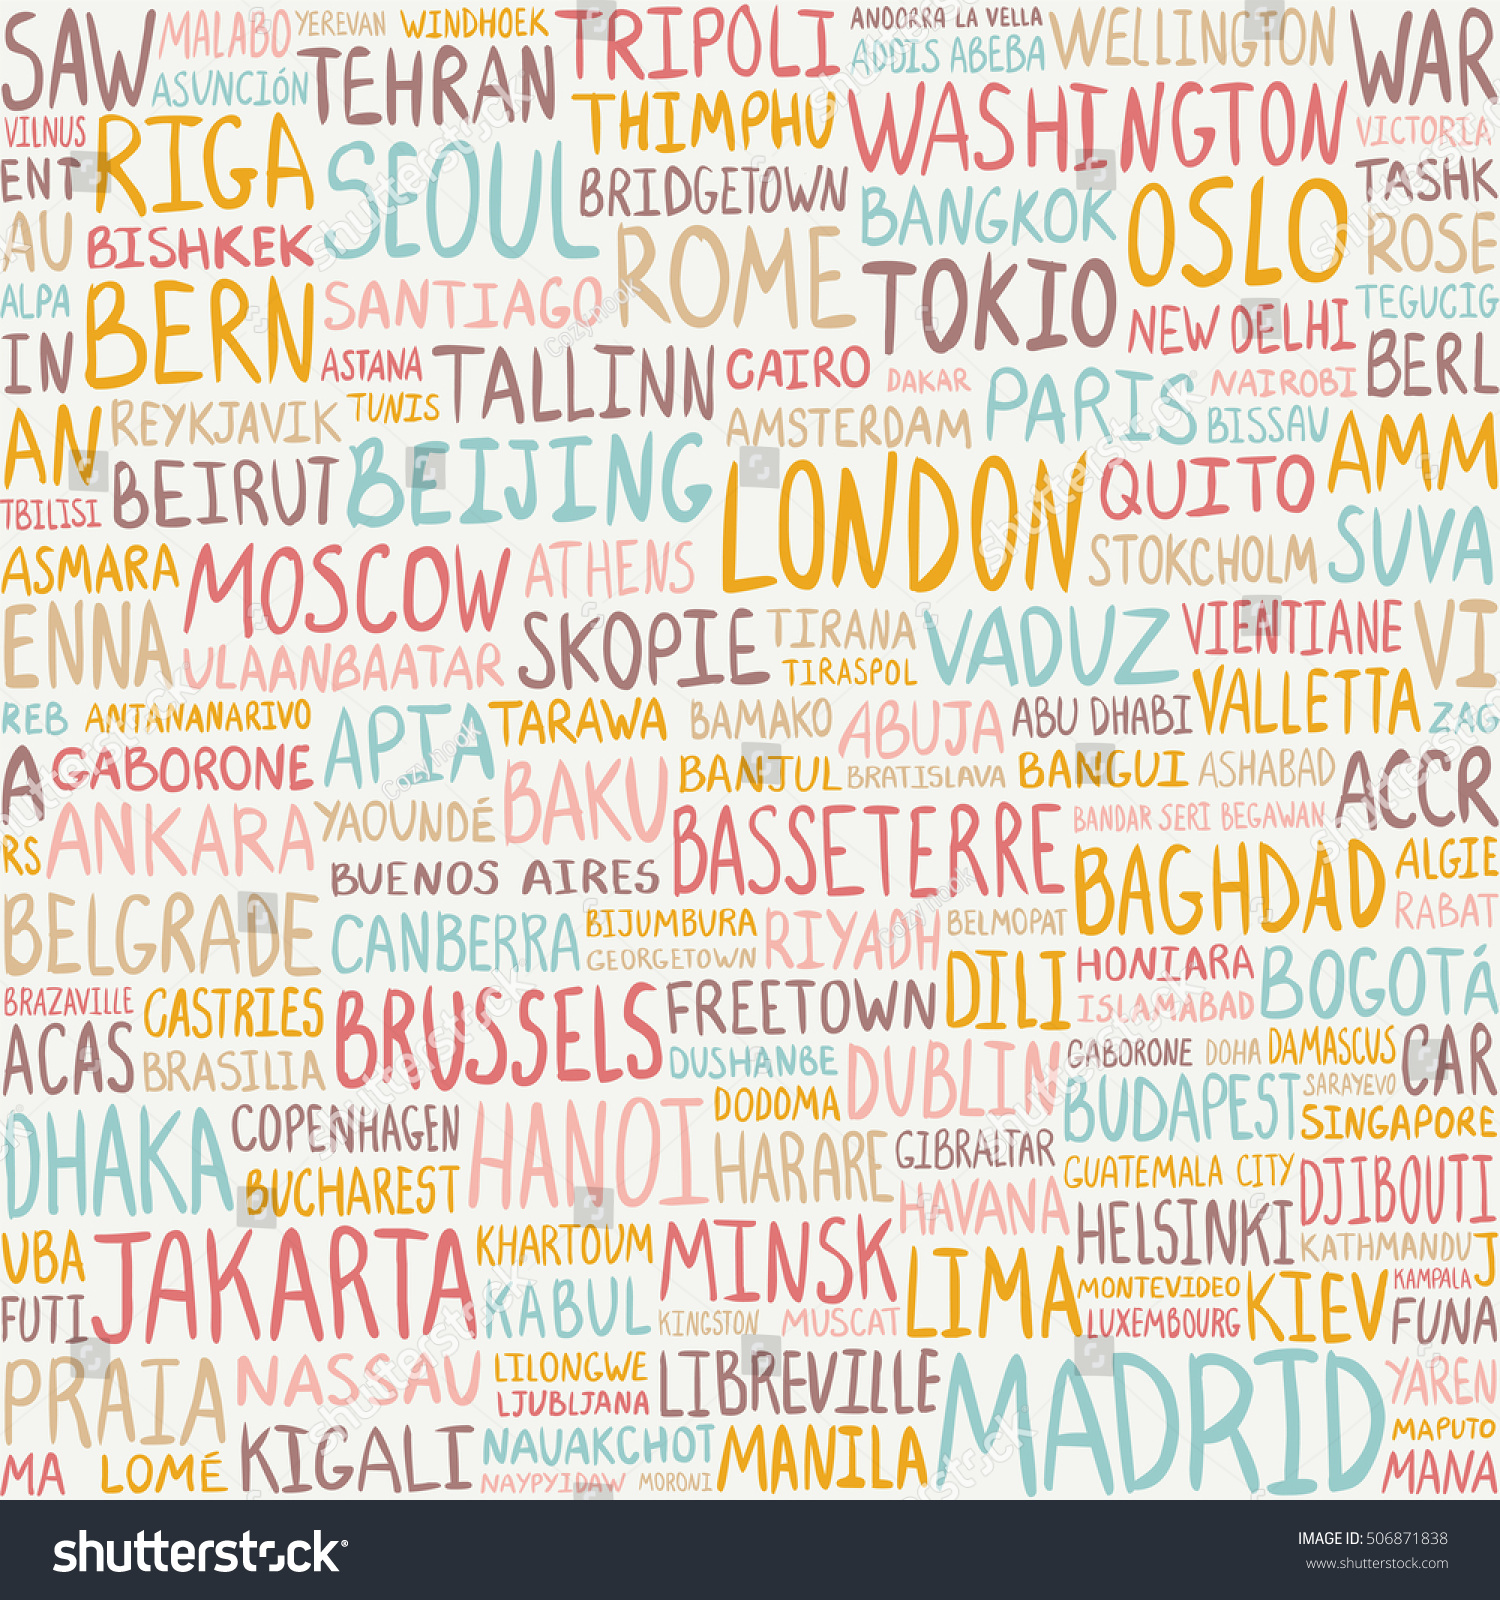 SAW MALABO YEREVAN WINDHOEK TRIPOLI ANDORRA LA VELLA WELLINGTON WAR
ASUNCIÓN TEHRAN ADDIS ABEBA
VILNUS RIGA THIMPHU WASHINGTON VICTORIA
ENT SEOUL BRIDGETOWN BANGKOK OSLO TASHK
AU BISHKEK ROME ROSE
ALPA BERN SANTIAGO TOKIO NEW DELHI TEGUCIG
IN ASTANA TALLINN CAIRO DAKAR PARIS NAIROBI BERL
AN REYKJAVIK TUNIS AMSTERDAM BISSAU AMM
TBILISI BEIRUT BEIJING LONDON QUITO
ASMARA MOSCOW ATHENS STOKCHOLM SUVA
ENNA ULAANBAATAR SKOPIE TIRANA VADUZ VIENTIANE VI
TIRASPOL
REB ANTANANARIVO APIA TARAWA BAMAKO ABUJA ABU DHABI VALLETTA ZAG
A GABORONE BAKU BANJUL BRATISLAVA BANGUI ASHABAD ACCR
RS ANKARA YAOUNDÉ BASSETERRE BANDAR SERI BEGAWAN
BUENOS AIRES BAGHDAD ALGIE
BELGRADE CANBERRA BIJUMBURA RIYADH BELMOPAT RABAT
GEORGETOWN DILI HONIARA BOGOTÁ
BRAZAVILLE CASTRIES BRUSSELS FREETOWN ISLAMABAD
ACAS BRASILIA DUSHANBE DUBLIN GABORONE DOHA DAMASCUS CAR
DHAKA COPENHAGEN HANOI DODOMA BUDAPEST SARAYEVO
SINGAPORE
BUCHAREST HARARE GIBRALTAR GUATEMALA CITY DJIBOUTI
HAVANA HELSINKI
UBA JAKARTA KHARTOUM MINSK LIMA KATHMANDU J
FUTI KABUL KINGSTON MUSCAT MONTEVIDEO KIEV KAMPALA
LUXEMBOURG FUNA
PRAIA NASSAU LILONGWE LIBREVILLE MADRID YAREN
LJUBLJANA
MA LOMÉ KIGALI NAUAKCHOT MANILA MAPUTO
NAYPYIDAW MORONI MANA
shutterstock
IMAGE ID: 506871838
www.shutterstock.com